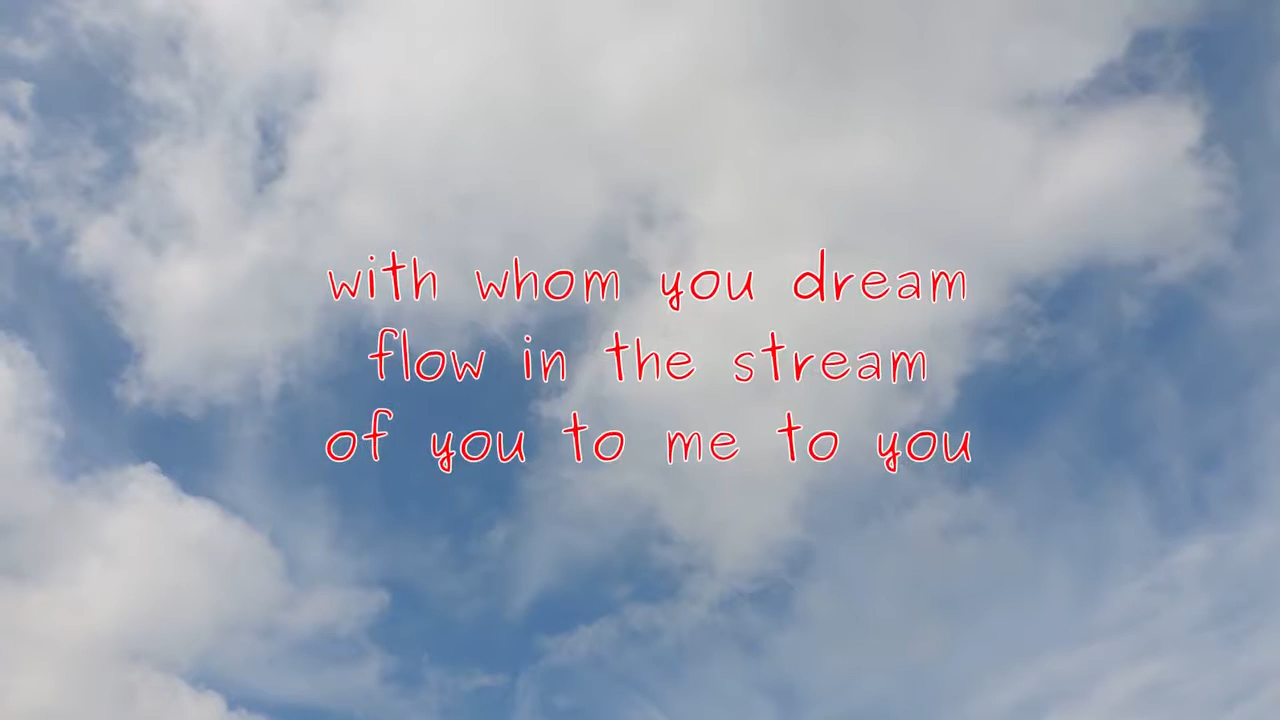 with whom you dream
flow in the stream
of you to me to you